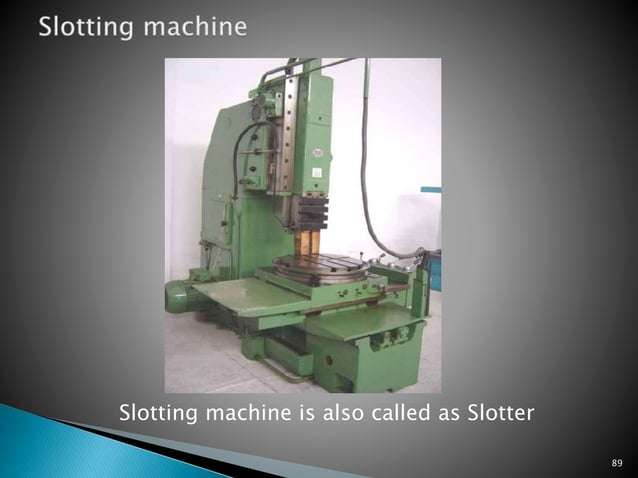 Slotting machine
Slotting machine is also called as Slotter
89